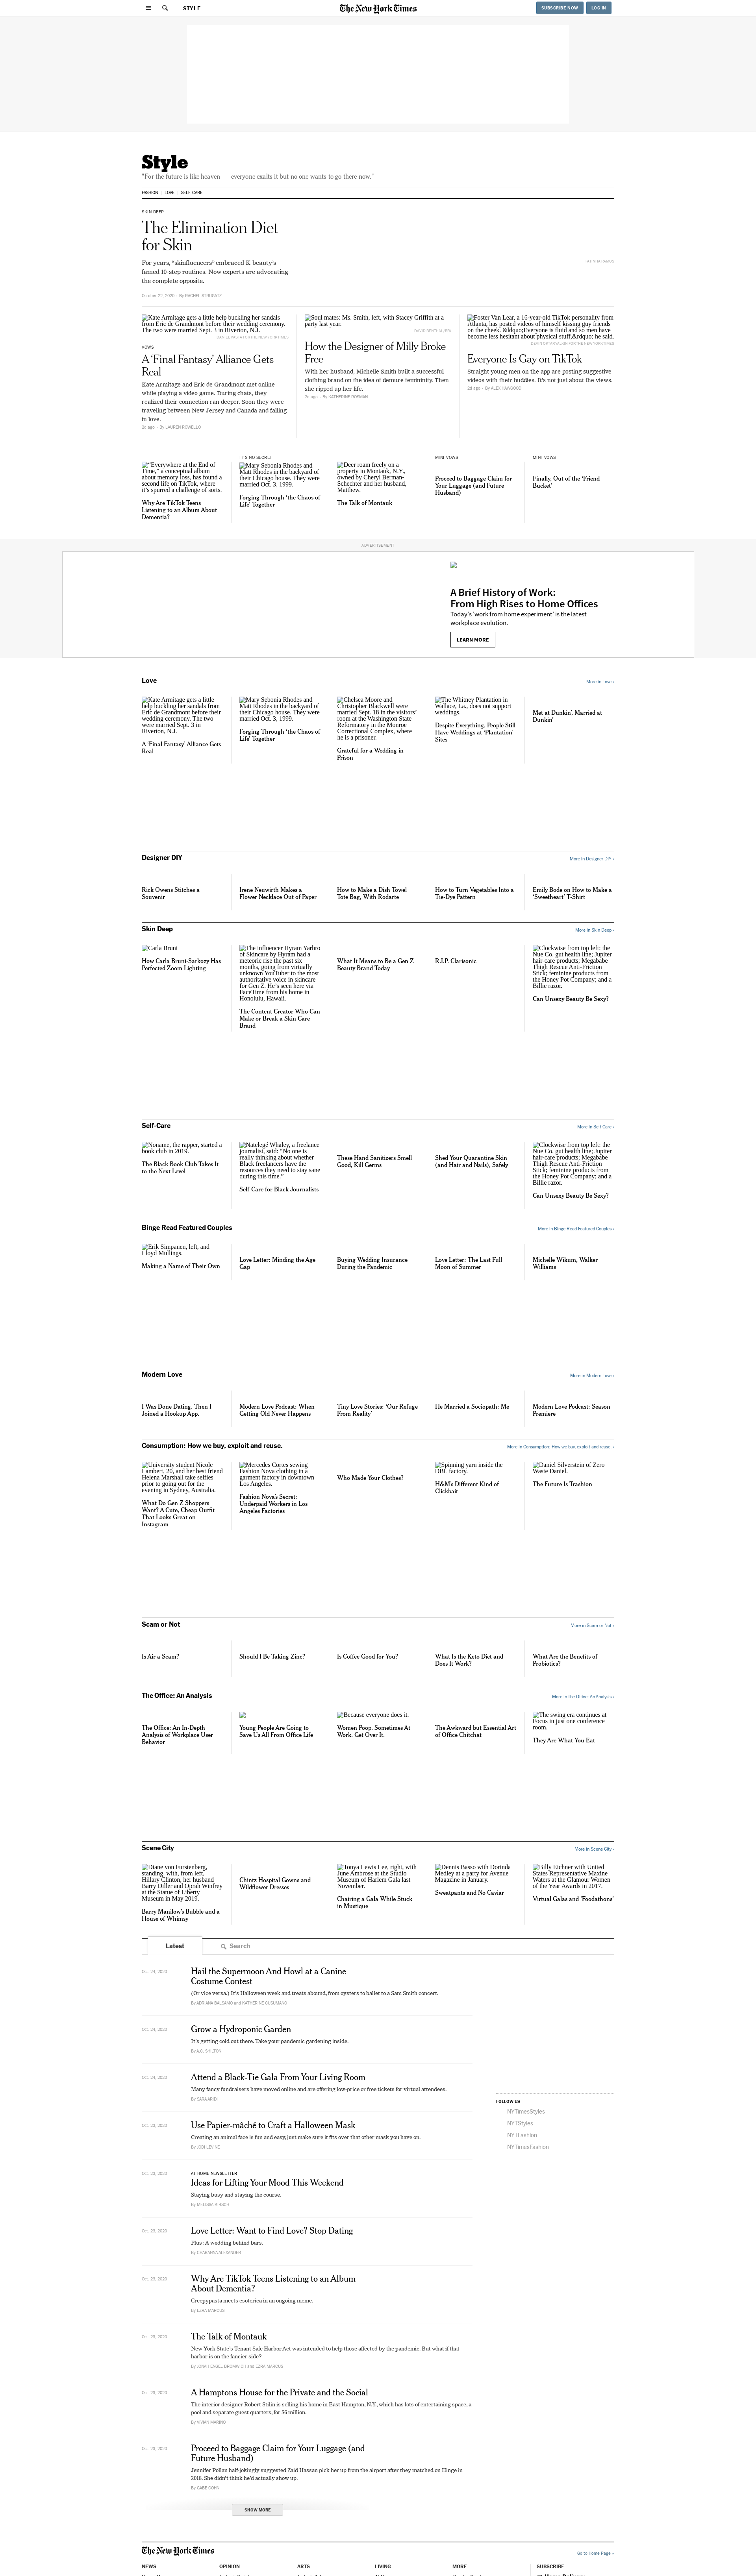 STYLE
The New York Times
SUBSCRIBE NOW
LOG IN
Style
"For the future is like heaven — everyone exalts it but no one wants to go there now."
FASHION
LOVE
SELF-CARE
SKIN DEEP
The Elimination Diet
for Skin
For years, "skinfluencers" embraced K-beauty's
famed 10-step routines. Now experts are advocating
the complete opposite.
October 22, 2020 – By RACHEL STRUGATZ
Kate Armitage gets a little help buckling her sandals
from Eric de Grandmont before their wedding ceremony.
The two were married Sept. 3 in Riverton, N.J.
VOWS
A 'Final Fantasy' Alliance Gets
Real
Kate Armitage and Eric de Grandmont met online
while playing a video game. During chats, they
realized their connection ran deeper. Soon they were
traveling between New Jersey and Canada and falling
in love.
2d ago – By LAUREN ROWELLO
Soul mates: Ms. Smith, left, with Stacey Griffith at a
party last year.
How the Designer of Milly Broke
Free
With her husband, Michelle Smith built a successful
clothing brand on the idea of demure femininity. Then
she ripped up her life.
2d ago – By KATHERINE ROSMAN
Foster Van Lear, a 16-year-old TikTok personality from
Atlanta, has posted videos of himself kissing guy friends
on the cheek. &ldquo;Everyone is fluid and so men have
become less hesitant about physical stuff,&rdquo; he said.
Everyone Is Gay on TikTok
Straight young men on the app are posting suggestive
videos with their buddies. It's not just about the views.
2d ago – By ALEX HAWGOOD
"Everywhere at the End of
Time," a conceptual album
about memory loss, has found a
second life on TikTok, where
it's spurred a challenge of sorts.
Why Are TikTok Teens
Listening to an Album About
Dementia?
IT'S NO SECRET
Mary Sebonia Rhodes and
Matt Rhodes in the backyard of
their Chicago house. They were
married Oct. 3, 1999.
Forging Through 'the Chaos of
Life' Together
Deer roam freely on a
property in Montauk, N.Y.,
owned by Cheryl Berman-
Schechter and her husband,
Matthew.
The Talk of Montauk
MINI-VOWS
Proceed to Baggage Claim for
Your Luggage (and Future
Husband)
MINI-VOWS
Finally, Out of the 'Friend
Bucket'
ADVERTISEMENT
A Brief History of Work:
From High Rises to Home Offices
Today's 'work from home experiment' is the latest
workplace evolution.
LEARN MORE
Love
More in Love ›
Kate Armitage gets a little
help buckling her sandals from
Eric de Grandmont before their
wedding ceremony. The two
were married Sept. 3 in
Riverton, N.J.
A 'Final Fantasy' Alliance Gets
Real
Mary Sebonia Rhodes and
Matt Rhodes in the backyard of
their Chicago house. They were
married Oct. 3, 1999.
Forging Through 'the Chaos of
Life' Together
Chelsea Moore and
Christopher Blackwell were
married Sept. 18 in the visitors'
room at the Washington State
Reformatory in the Monroe
Correctional Complex, where
he is a prisoner.
Grateful for a Wedding in
Prison
The Whitney Plantation in
Wallace, La., does not support
weddings.
Despite Everything, People Still
Have Weddings at 'Plantation'
Sites
Met at Dunkin', Married at
Dunkin'
Designer DIY
More in Designer DIY ›
Rick Owens Stitches a
Souvenir
Irene Neuwirth Makes a
Flower Necklace Out of Paper
How to Make a Dish Towel
Tote Bag, With Rodarte
How to Turn Vegetables Into a
Tie-Dye Pattern
Emily Bode on How to Make a
'Sweetheart' T-Shirt
Skin Deep
More in Skin Deep ›
Carla Bruni
How Carla Bruni-Sarkozy Has
Perfected Zoom Lighting
The influencer Hyram Yarbro
of Skincare by Hyram had a
meteoric rise the past six
months, going from virtually
unknown YouTuber to the most
authoritative voice in skincare
for Gen Z. He's seen here via
FaceTime from his home in
Honolulu, Hawaii.
The Content Creator Who Can
Make or Break a Skin Care
Brand
What It Means to Be a Gen Z
Beauty Brand Today
R.I.P. Clarisonic
Clockwise from top left: the
Nue Co. gut health line; Jupiter
hair-care products; Megababe
Thigh Rescue Anti-Friction
Stick; feminine products from
the Honey Pot Company; and a
Billie razor.
Can Unsexy Beauty Be Sexy?
Self-Care
More in Self-Care ›
Noname, the rapper, started a
book club in 2019.
The Black Book Club Takes It
to the Next Level
Natelegé Whaley, a freelance
journalist, said: "No one is
really thinking about whether
Black freelancers have the
resources they need to stay sane
during this time."
Self-Care for Black Journalists
These Hand Sanitizers Smell
Good, Kill Germs
Shed Your Quarantine Skin
(and Hair and Nails), Safely
Clockwise from top left: the
Nue Co. gut health line; Jupiter
hair-care products; Megababe
Thigh Rescue Anti-Friction
Stick; feminine products from
the Honey Pot Company; and a
Billie razor.
Can Unsexy Beauty Be Sexy?
Binge Read Featured Couples
More in Binge Read Featured Couples ›
Erik Simpanen, left, and
Lloyd Mullings.
Making a Name of Their Own
Love Letter: Minding the Age
Gap
Buying Wedding Insurance
During the Pandemic
Love Letter: The Last Full
Moon of Summer
Michelle Wikum, Walker
Williams
Modern Love
More in Modern Love ›
I Was Done Dating. Then I
Joined a Hookup App.
Modern Love Podcast: When
Getting Old Never Happens
Tiny Love Stories: 'Our Refuge
From Reality'
He Married a Sociopath: Me
Modern Love Podcast: Season
Premiere
Consumption: How we buy, exploit and reuse.
More in Consumption: How we buy, exploit and reuse. ›
University student Nicole
Lambert, 20, and her best friend
Helena Marshall take selfies
prior to going out for the
evening in Sydney, Australia.
What Do Gen Z Shoppers
Want? A Cute, Cheap Outfit
That Looks Great on
Instagram
Mercedes Cortes sewing
Fashion Nova clothing in a
garment factory in downtown
Los Angeles.
Fashion Nova's Secret:
Underpaid Workers in Los
Angeles Factories
Who Made Your Clothes?
Spinning yarn inside the
DBL factory.
H&M's Different Kind of
Clickbait
Daniel Silverstein of Zero
Waste Daniel.
The Future Is Trashion
Scam or Not
More in Scam or Not ›
Is Air a Scam?
Should I Be Taking Zinc?
Is Coffee Good for You?
What Is the Keto Diet and
Does It Work?
What Are the Benefits of
Probiotics?
The Office: An Analysis
More in The Office: An Analysis ›
The Office: An In-Depth
Analysis of Workplace User
Behavior
Young People Are Going to
Save Us All From Office Life
Because everyone does it.
Women Poop. Sometimes At
Work. Get Over It.
The Awkward but Essential Art
of Office Chitchat
The swing era continues at
Focus in just one conference
room.
They Are What You Eat
Scene City
More in Scene City ›
Diane von Furstenberg,
standing, with, from left,
Hillary Clinton, her husband
Barry Diller and Oprah Winfrey
at the Statue of Liberty
Museum in May 2019.
Barry Manilow's Bubble and a
House of Whimsy
Chintz Hospital Gowns and
Wildflower Dresses
Tonya Lewis Lee, right, with
June Ambrose at the Studio
Museum of Harlem Gala last
November.
Chairing a Gala While Stuck
in Mustique
Dennis Basso with Dorinda
Medley at a party for Avenue
Magazine in January.
Sweatpants and No Caviar
Billy Eichner with United
States Representative Maxine
Waters at the Glamour Women
of the Year Awards in 2017.
Virtual Galas and 'Foodathons'
Latest
Search
Oct. 24, 2020
Hail the Supermoon And Howl at a Canine
Costume Contest
(Or vice versa.) It's Halloween week and treats abound, from oysters to ballet to a Sam Smith concert.
By ADRIANA BALSAMO and KATHERINE CUSUMANO
Oct. 24, 2020
Grow a Hydroponic Garden
It's getting cold out there. Take your pandemic gardening inside.
By A.C. SHILTON
Oct. 24, 2020
Attend a Black-Tie Gala From Your Living Room
Many fancy fundraisers have moved online and are offering low-price or free tickets for virtual attendees.
By SARA ARIDI
Oct. 23, 2020
Use Papier-mâché to Craft a Halloween Mask
Creating an animal face is fun and easy, just make sure it fits over that other mask you have on.
By JODI LEVINE
Oct. 23, 2020
AT HOME NEWSLETTER
Ideas for Lifting Your Mood This Weekend
Staying busy and staying the course.
By MELISSA KIRSCH
Oct. 23, 2020
Love Letter: Want to Find Love? Stop Dating
Plus: A wedding behind bars.
By CHARANNA ALEXANDER
Oct. 23, 2020
Why Are TikTok Teens Listening to an Album
About Dementia?
Creepypasta meets esoterica in an ongoing meme.
By EZRA MARCUS
Oct. 23, 2020
The Talk of Montauk
New York State's Tenant Safe Harbor Act was intended to help those affected by the pandemic. But what if that
harbor is on the fancier side?
By JONAH ENGEL BROMWICH and EZRA MARCUS
Oct. 23, 2020
A Hamptons House for the Private and the Social
The interior designer Robert Stilin is selling his home in East Hampton, N.Y., which has lots of entertaining space, a
pool and separate guest quarters, for $6 million.
By VIVIAN MARINO
Oct. 23, 2020
Proceed to Baggage Claim for Your Luggage (and
Future Husband)
Jennifer Pollan half-jokingly suggested Zaid Hassan pick her up from the airport after they matched on Hinge in
2018. She didn't think he'd actually show up.
By GABE COHN
SHOW MORE
FOLLOW US
NYTimesStyles
NYTStyles
NYTFashion
NYTimesFashion
The New York Times
Go to Home Page »
NEWS
OPINION
ARTS
LIVING
MORE
SUBSCRIBE